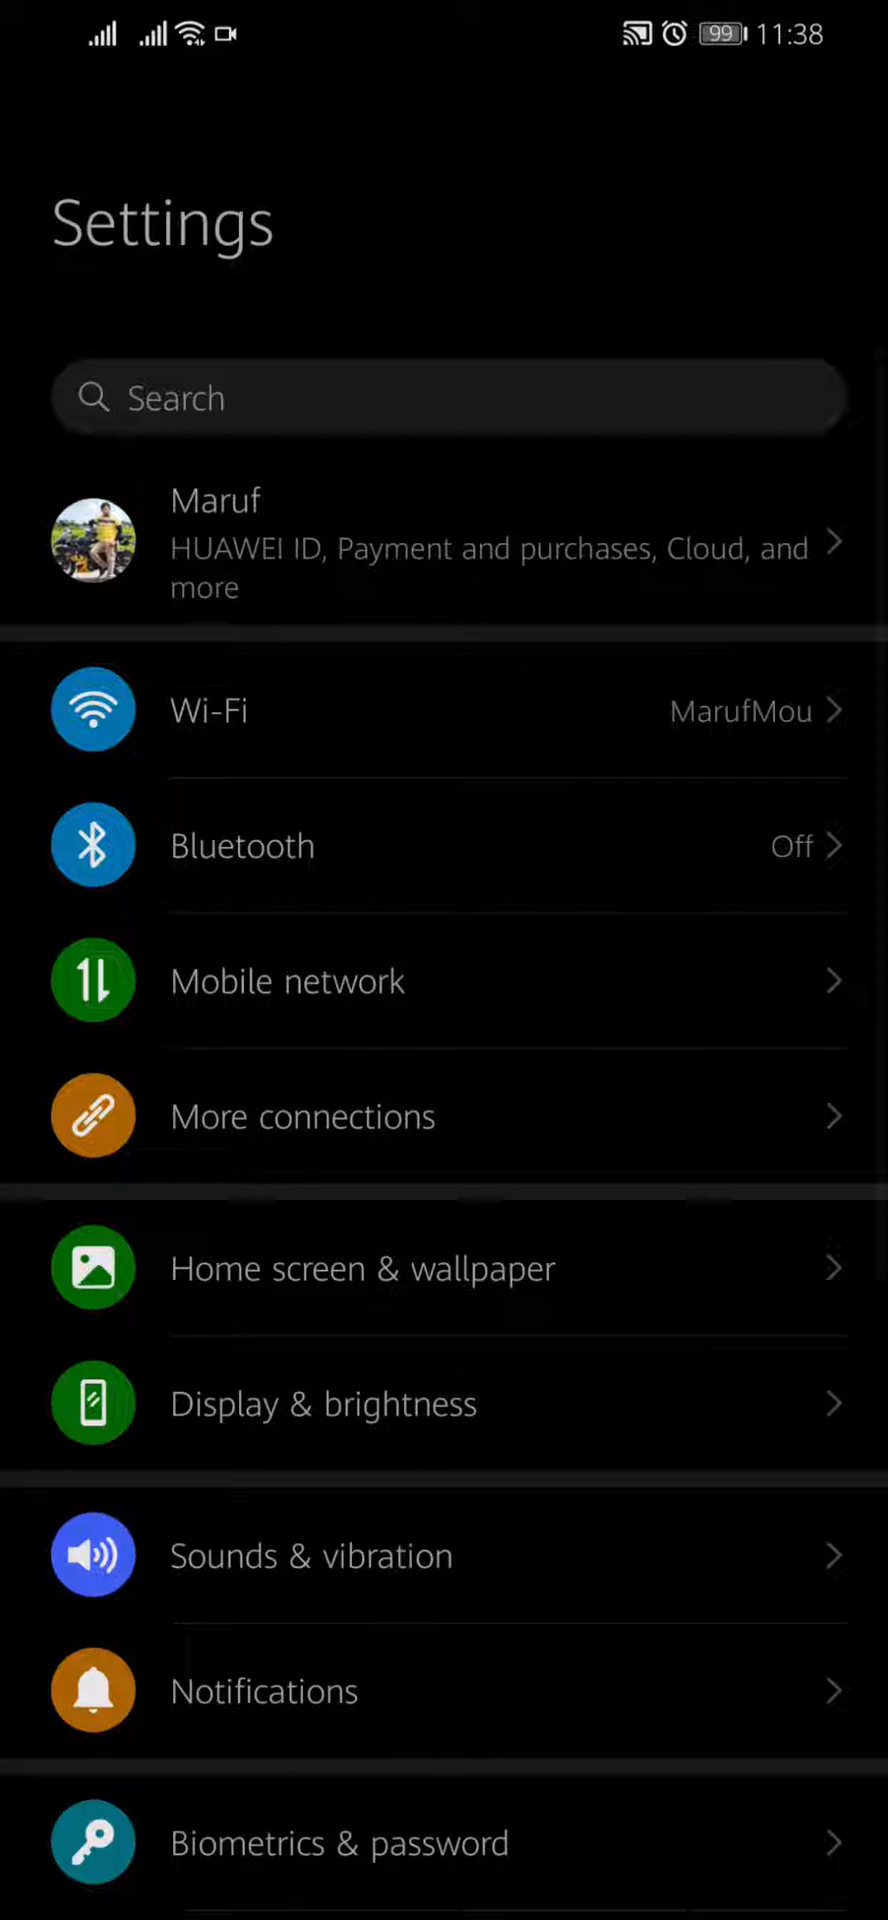 99 11:38
Settings
Search
Maruf
HUAWEI ID, Payment and purchases, Cloud, and
more
Wi-Fi MarufMou
Bluetooth Off
Mobile network
More connections
Home screen & wallpaper
Display & brightness
Sounds & vibration
Notifications
Biometrics & password